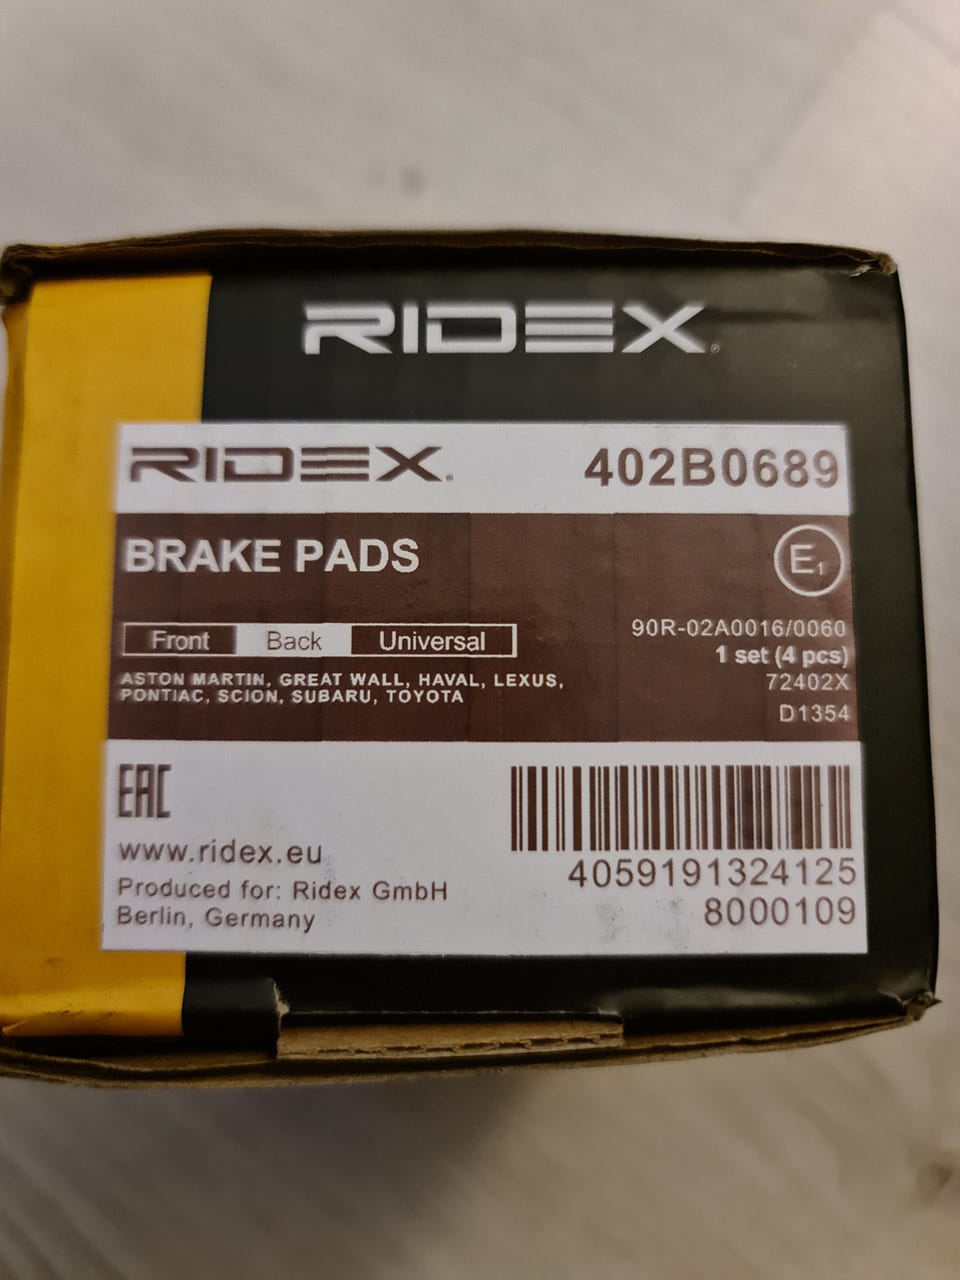 RIDEX®
RIDEX® 402B0689
BRAKE PADS E1
Front Back Universal
90R-02A0016/0060
1 set (4 pcs)
ASTON MARTIN, GREAT WALL, HAVAL, LEXUS,
PONTIAC, SCION, SUBARU, TOYOTA
72402X
D1354
EAC
www.ridex.eu
Produced for: Ridex GmbH
Berlin, Germany
4059191324125
8000109